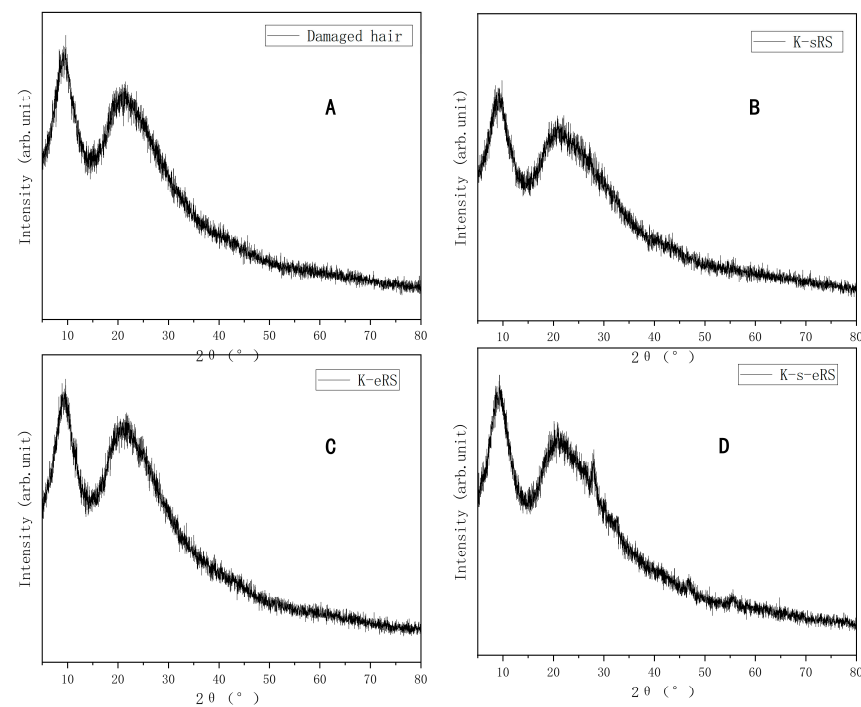 Damaged hair
A
Intensity (arb.unit)
10 20 30 40 50 60 70 80
2θ (°)
K-sRS
B
Intensity (arb.unit)
10 20 30 40 50 60 70 80
2θ (°)
K-eRS
C
Intensity (arb.unit)
10 20 30 40 50 60 70 80
2θ (°)
K-s-eRS
D
Intensity (arb.unit)
10 20 30 40 50 60 70 80
2θ (°)